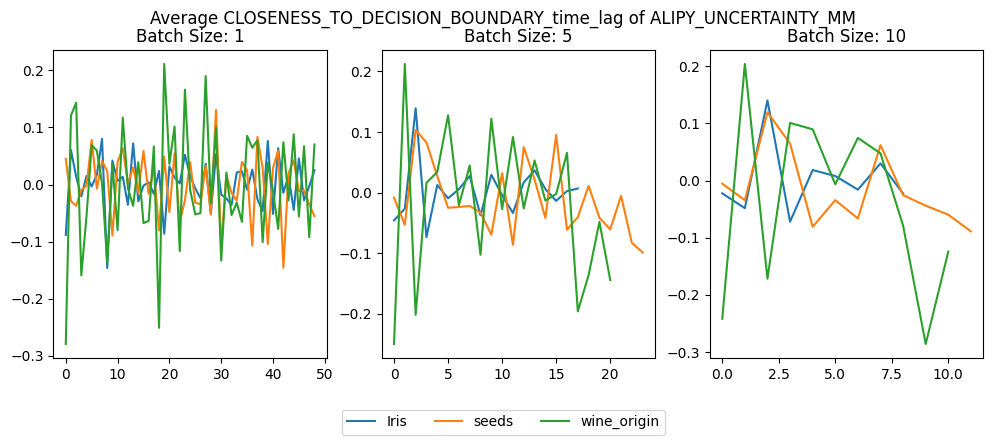 Average CLOSENESS_TO_DECISION_BOUNDARY_time_lag of ALIPY_UNCERTAINTY_MM
Batch Size: 1
0.2
0.1
0.0
−0.1
−0.2
−0.3
0 10 20 30 40 50
Batch Size: 5
0.2
0.1
0.0
−0.1
−0.2
0 5 10 15 20
Batch Size: 10
0.2
0.1
0.0
−0.1
−0.2
−0.3
0.0 2.5 5.0 7.5 10.0
Iris seeds wine_origin